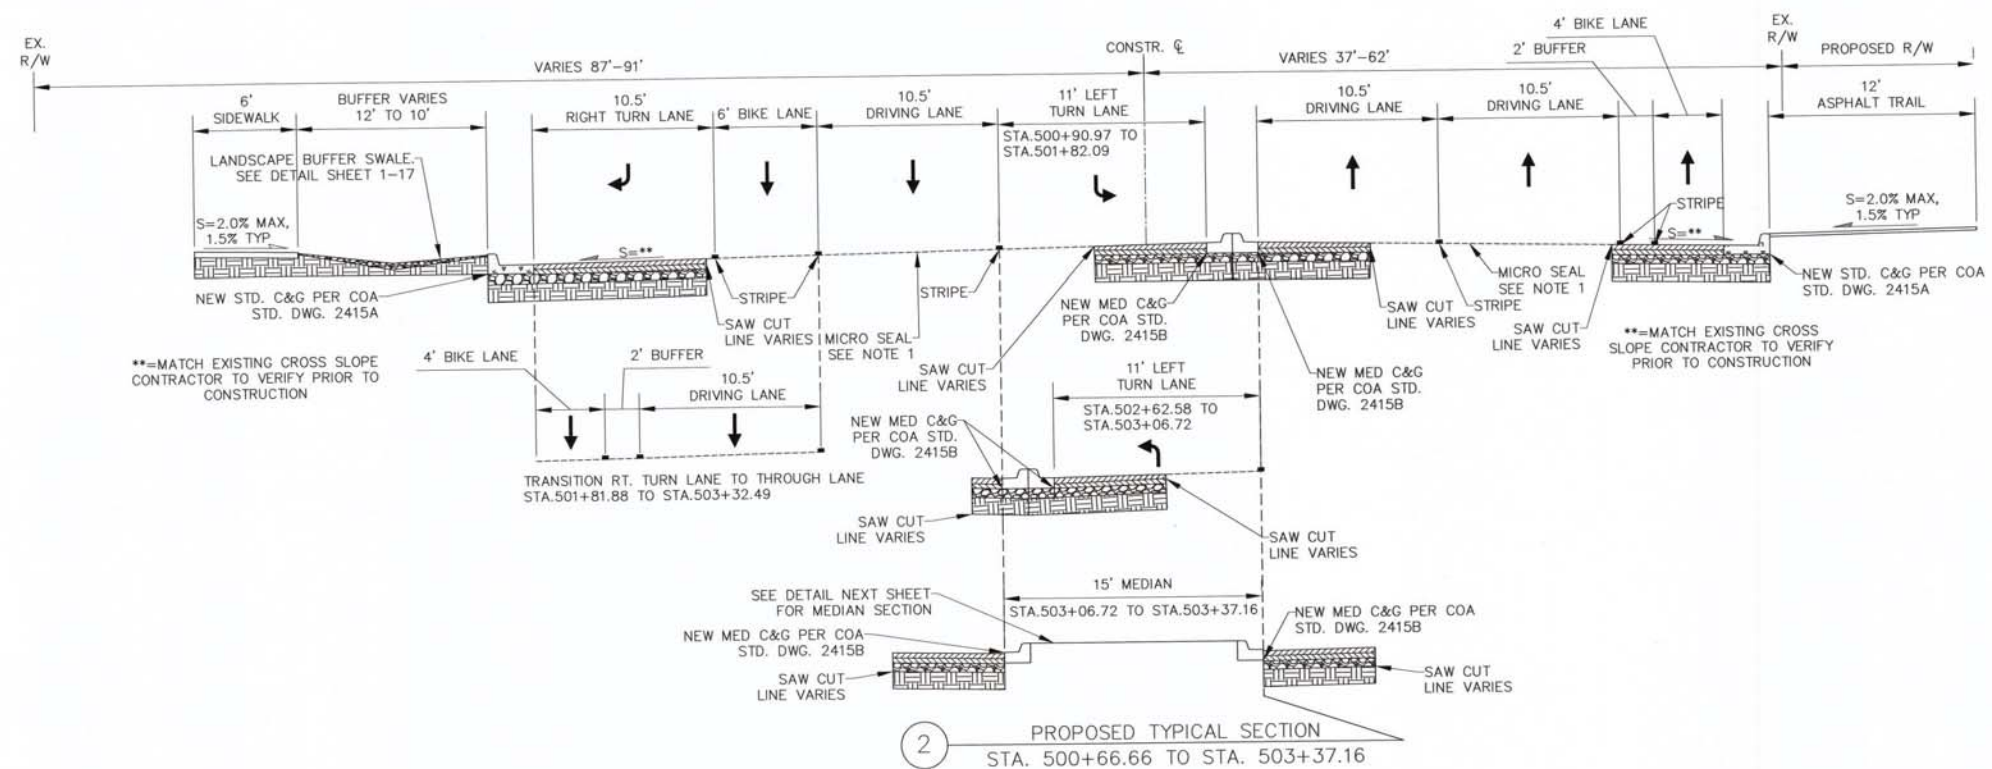 EX.
R/W
VARIES 87'-91'
CONSTR. ℄
VARIES 37'-62'
4' BIKE LANE
2' BUFFER
EX.
R/W
PROPOSED R/W
6'
SIDEWALK
BUFFER VARIES
12' TO 10'
10.5'
RIGHT TURN LANE
6' BIKE LANE
10.5'
DRIVING LANE
11' LEFT
TURN LANE
STA.500+90.97 TO
STA.501+82.09
10.5'
DRIVING LANE
10.5'
DRIVING LANE
12'
ASPHALT TRAIL
LANDSCAPE BUFFER SWALE.
SEE DETAIL SHEET 1-17
S=2.0% MAX,
1.5% TYP
S=**
STRIPE
S=**
S=2.0% MAX,
1.5% TYP
NEW STD. C&G PER COA
STD. DWG. 2415A
STRIPE
SAW CUT
LINE VARIES
MICRO SEAL
SEE NOTE 1
STRIPE
SAW CUT
LINE VARIES
NEW MED C&G
PER COA STD.
DWG. 2415B
NEW MED C&G
PER COA STD.
DWG. 2415B
SAW CUT
LINE VARIES
STRIPE
MICRO SEAL
SEE NOTE 1
SAW CUT
LINE VARIES
NEW STD. C&G PER COA
STD. DWG. 2415A
**=MATCH EXISTING CROSS SLOPE
CONTRACTOR TO VERIFY PRIOR TO
CONSTRUCTION
**=MATCH EXISTING CROSS
SLOPE CONTRACTOR TO VERIFY
PRIOR TO CONSTRUCTION
4' BIKE LANE
2' BUFFER
10.5'
DRIVING LANE
TRANSITION RT. TURN LANE TO THROUGH LANE
STA.501+81.88 TO STA.503+32.49
11' LEFT
TURN LANE
STA.502+62.58 TO
STA.503+06.72
NEW MED C&G
PER COA STD.
DWG. 2415B
SAW CUT
LINE VARIES
SAW CUT
LINE VARIES
15' MEDIAN
STA.503+06.72 TO STA.503+37.16
SEE DETAIL NEXT SHEET
FOR MEDIAN SECTION
NEW MED C&G PER COA
STD. DWG. 2415B
SAW CUT
LINE VARIES
NEW MED C&G PER COA
STD. DWG. 2415B
SAW CUT
LINE VARIES
2
PROPOSED TYPICAL SECTION
STA. 500+66.66 TO STA. 503+37.16